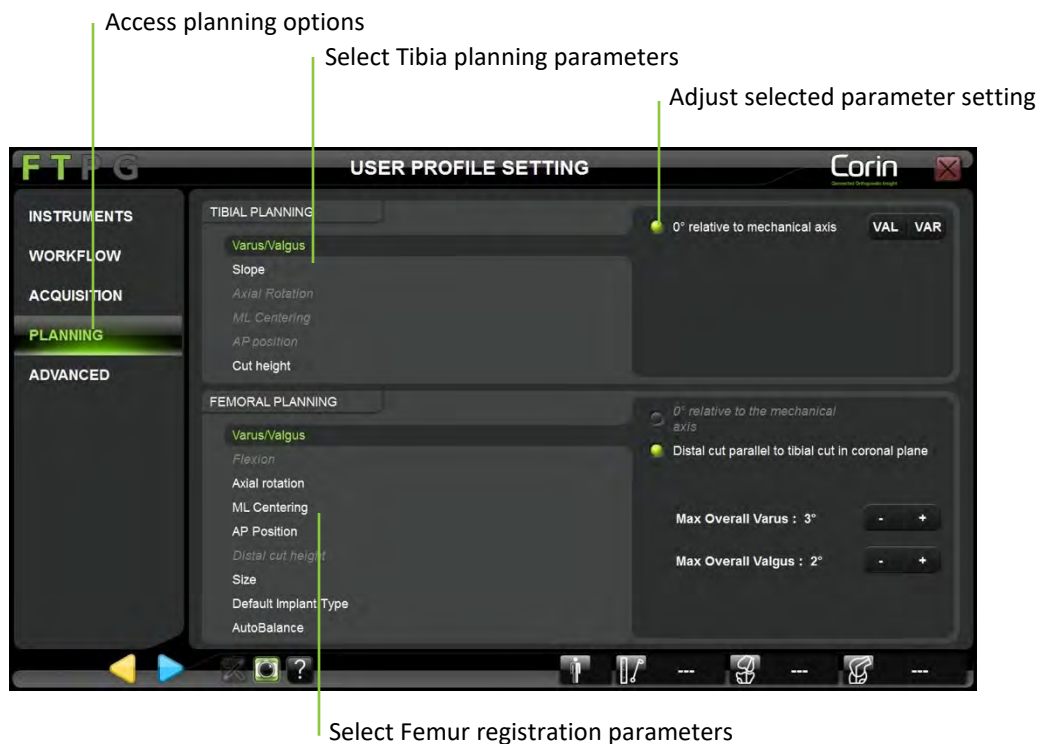 Access planning options
Select Tibia planning parameters
Adjust selected parameter setting
FTPG
USER PROFILE SETTING
Corin
Connected Orthopaedic Insight
INSTRUMENTS
WORKFLOW
ACQUISITION
PLANNING
ADVANCED
TIBIAL PLANNING
Varus/Valgus
Slope
Axial Rotation
ML Centering
AP position
Cut height
0° relative to mechanical axis
VAL VAR
FEMORAL PLANNING
Varus/Valgus
Flexion
Axial rotation
ML Centering
AP Position
Distal cut height
Size
Default Implant Type
AutoBalance
0° relative to the mechanical
axis
Distal cut parallel to tibial cut in coronal plane
Max Overall Varus : 3° - +
Max Overall Valgus : 2° - +
? --- --- ---
Select Femur registration parameters